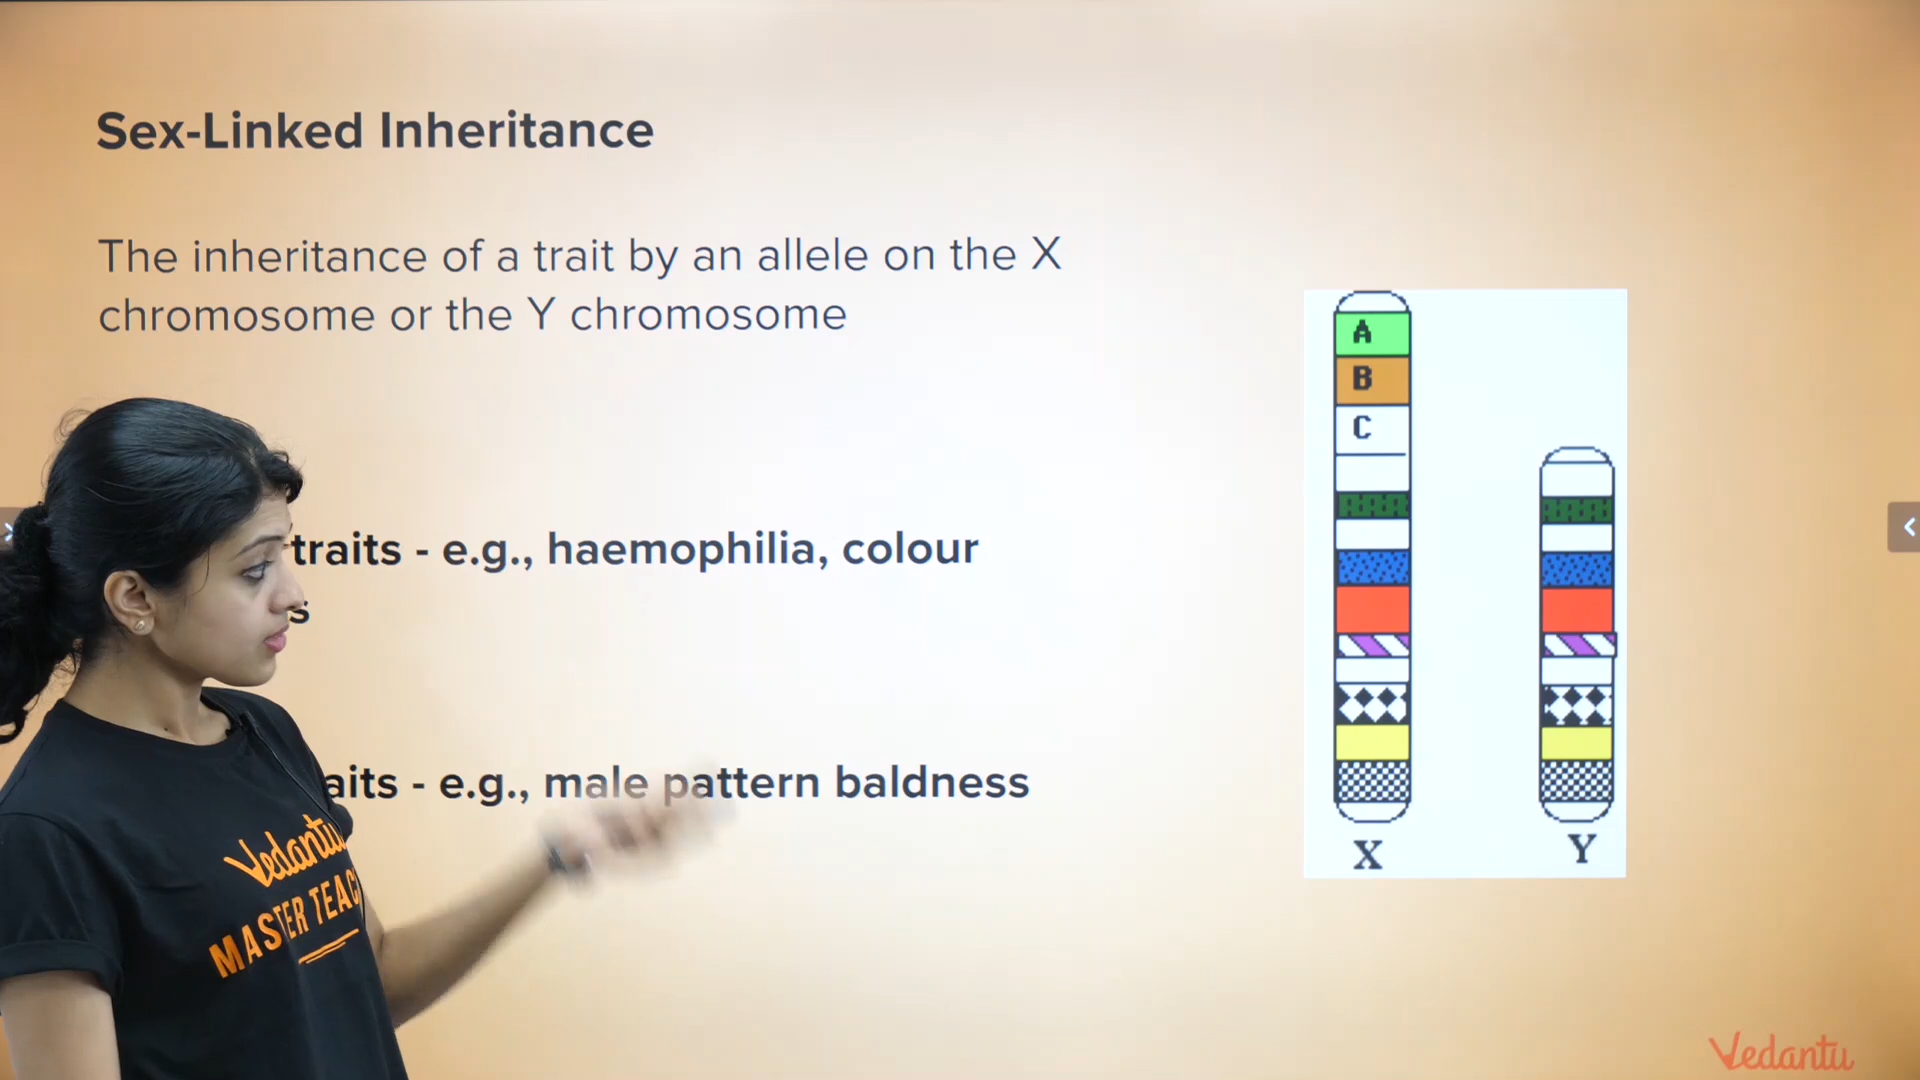 Sex-Linked Inheritance
The inheritance of a trait by an allele on the X
chromosome or the Y chromosome
traits - e.g., haemophilia, colour
s
aits - e.g., male pattern baldness
A
B
C
X
Y
Vedantu
MASTER TEAC
Vedantu